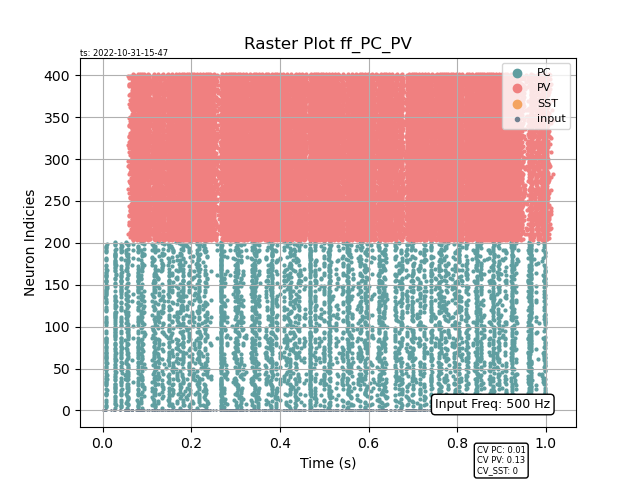 Raster Plot ff_PC_PV
ts: 2022-10-31-15-47
PC
PV
SST
input
400
350
300
250
200
150
100
50
0
Neuron Indicies
Input Freq: 500 Hz
0.0 0.2 0.4 0.6 0.8 1.0
Time (s)
CV PC: 0.01
CV PV: 0.13
CV_SST: 0